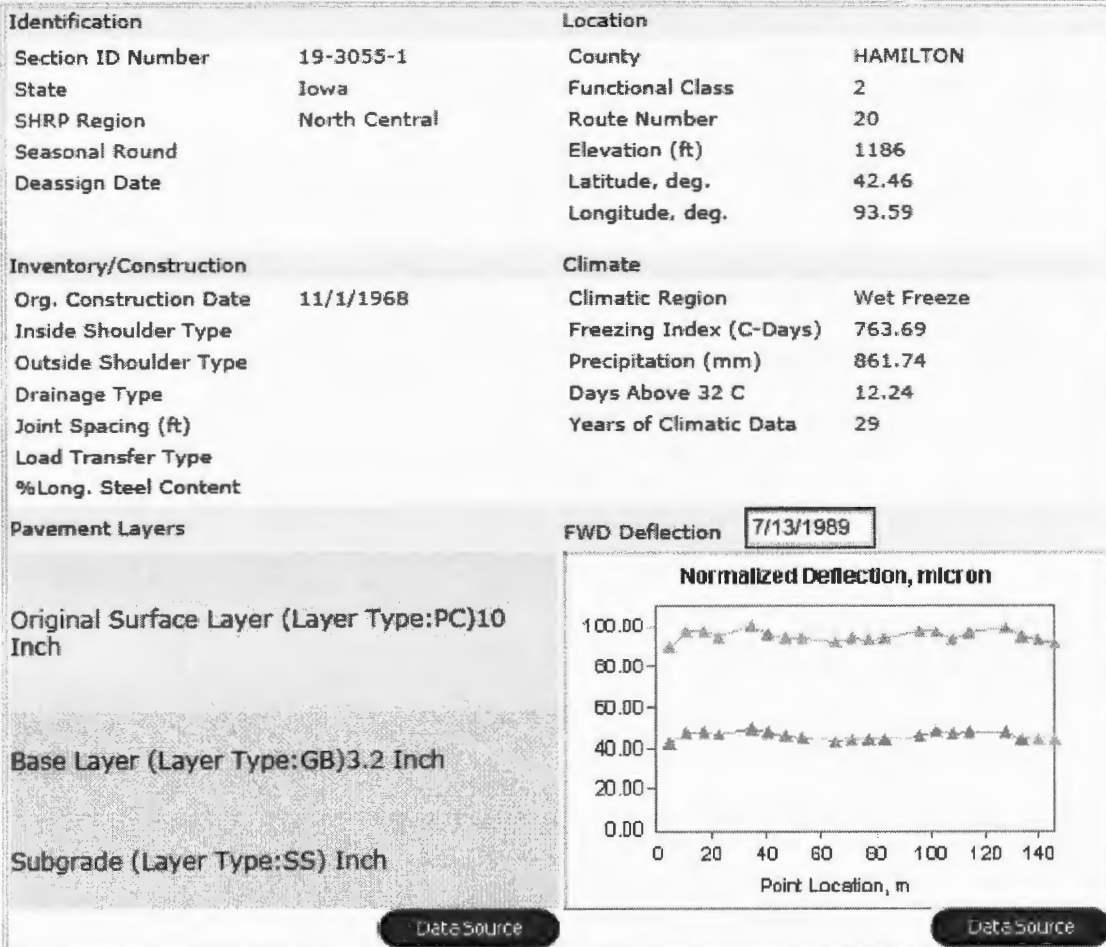 Identification
Section ID Number 19-3055-1
State Iowa
SHRP Region North Central
Seasonal Round
Deassign Date
Location
County HAMILTON
Functional Class 2
Route Number 20
Elevation (ft) 1186
Latitude, deg. 42.46
Longitude, deg. 93.59
Inventory/Construction
Org. Construction Date 11/1/1968
Inside Shoulder Type
Outside Shoulder Type
Drainage Type
Joint Spacing (ft)
Load Transfer Type
%Long. Steel Content
Climate
Climatic Region Wet Freeze
Freezing Index (C-Days) 763.69
Precipitation (mm) 861.74
Days Above 32 C 12.24
Years of Climatic Data 29
Pavement Layers
Original Surface Layer (Layer Type:PC)10
Inch
Base Layer (Layer Type:GB)3.2 Inch
Subgrade (Layer Type:SS) Inch
Data Source
FWD Deflection 7/13/1989
Normalized Deflection, micron
100.00
80.00
60.00
40.00
20.00
0.00
0 20 40 60 80 100 120 140
Point Location, m
Data Source